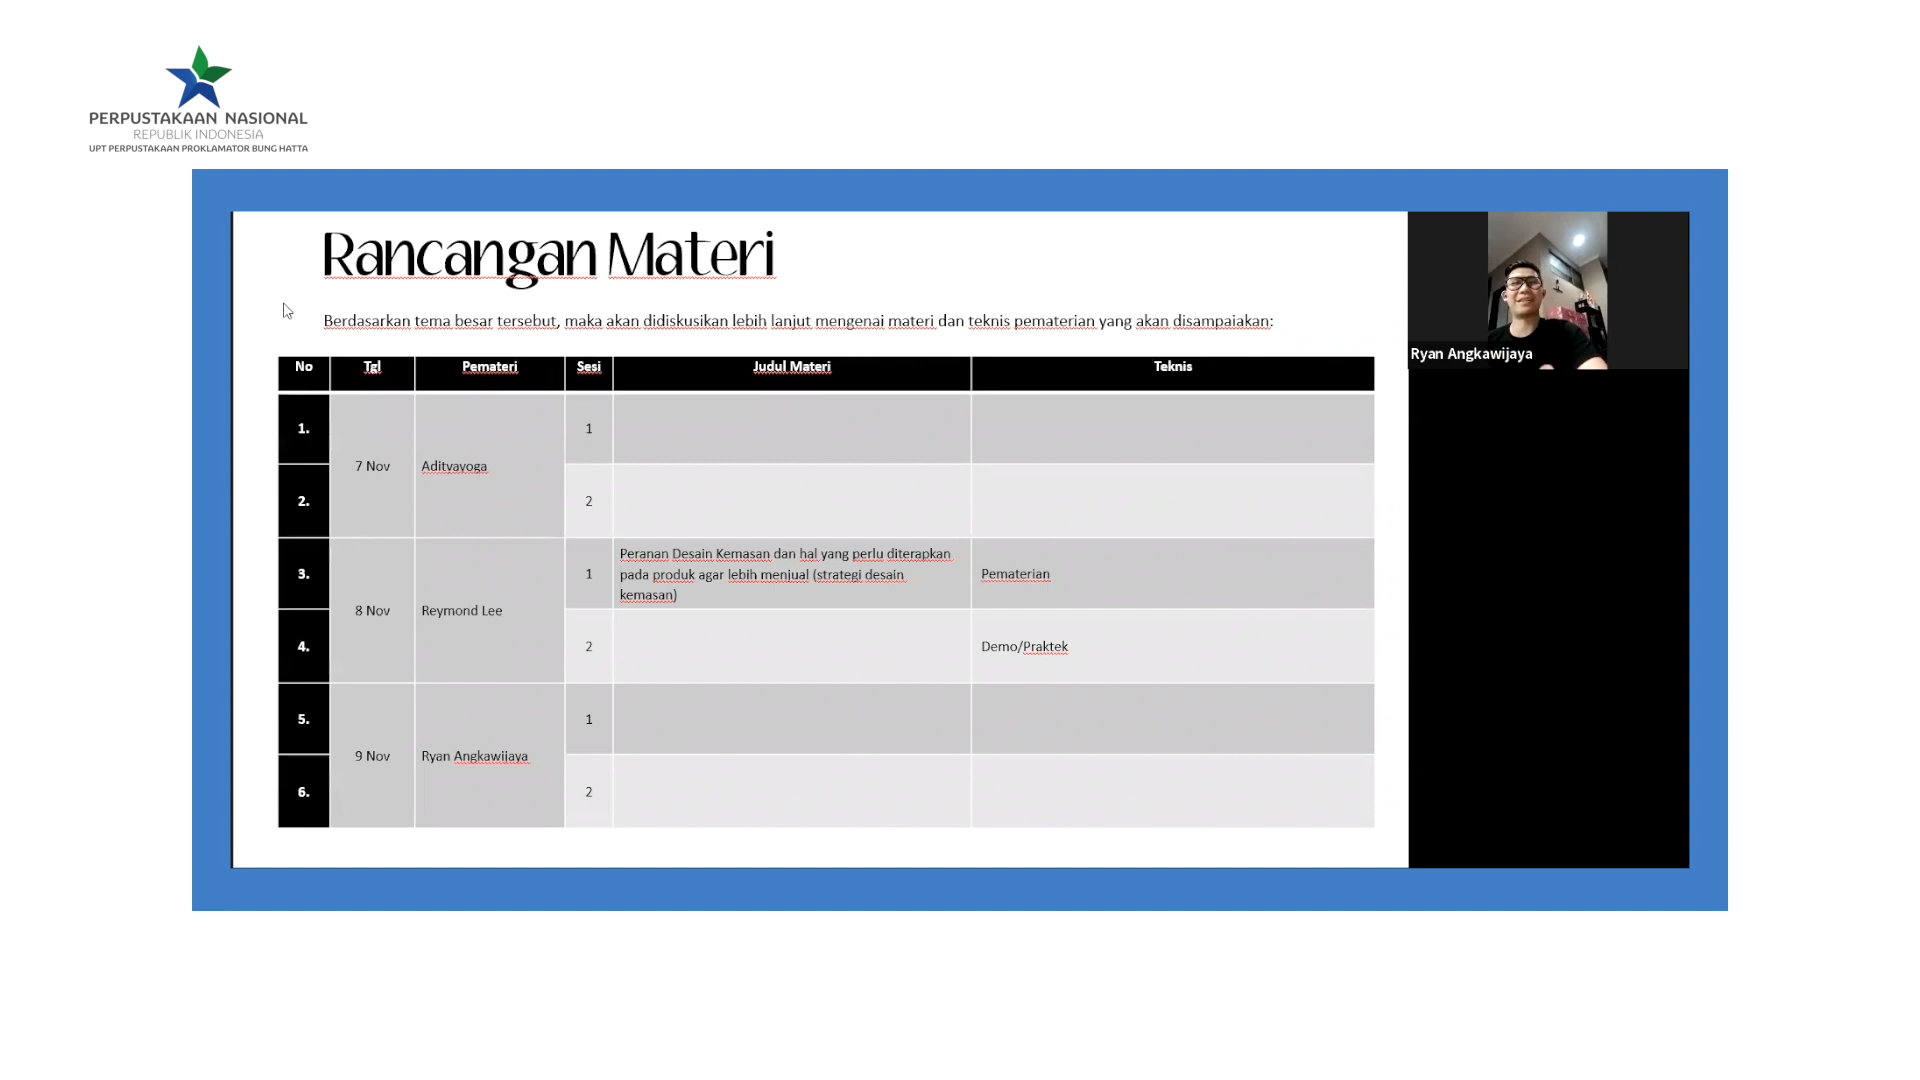 PERPUSTAKAAN NASIONAL
REPUBLIK INDONESIA
UPT PERPUSTAKAAN PROKLAMATOR BUNG HATTA
Rancangan Materi
Berdasarkan tema besar tersebut, maka akan didiskusikan lebih lanjut mengenai materi dan teknis pematerian yang akan disampaiakan:
No Tgl Pemateri Sesi Judul Materi Teknis
1. 7 Nov Adityayoga 1
2. 2
3. 8 Nov Reymond Lee 1 Peranan Desain Kemasan dan hal yang perlu diterapkan
pada produk agar lebih menjual (strategi desain
kemasan) Pematerian
4. 2 Demo/Praktek
5. 9 Nov Ryan Angkawijaya 1
6. 2
Ryan Angkawijaya